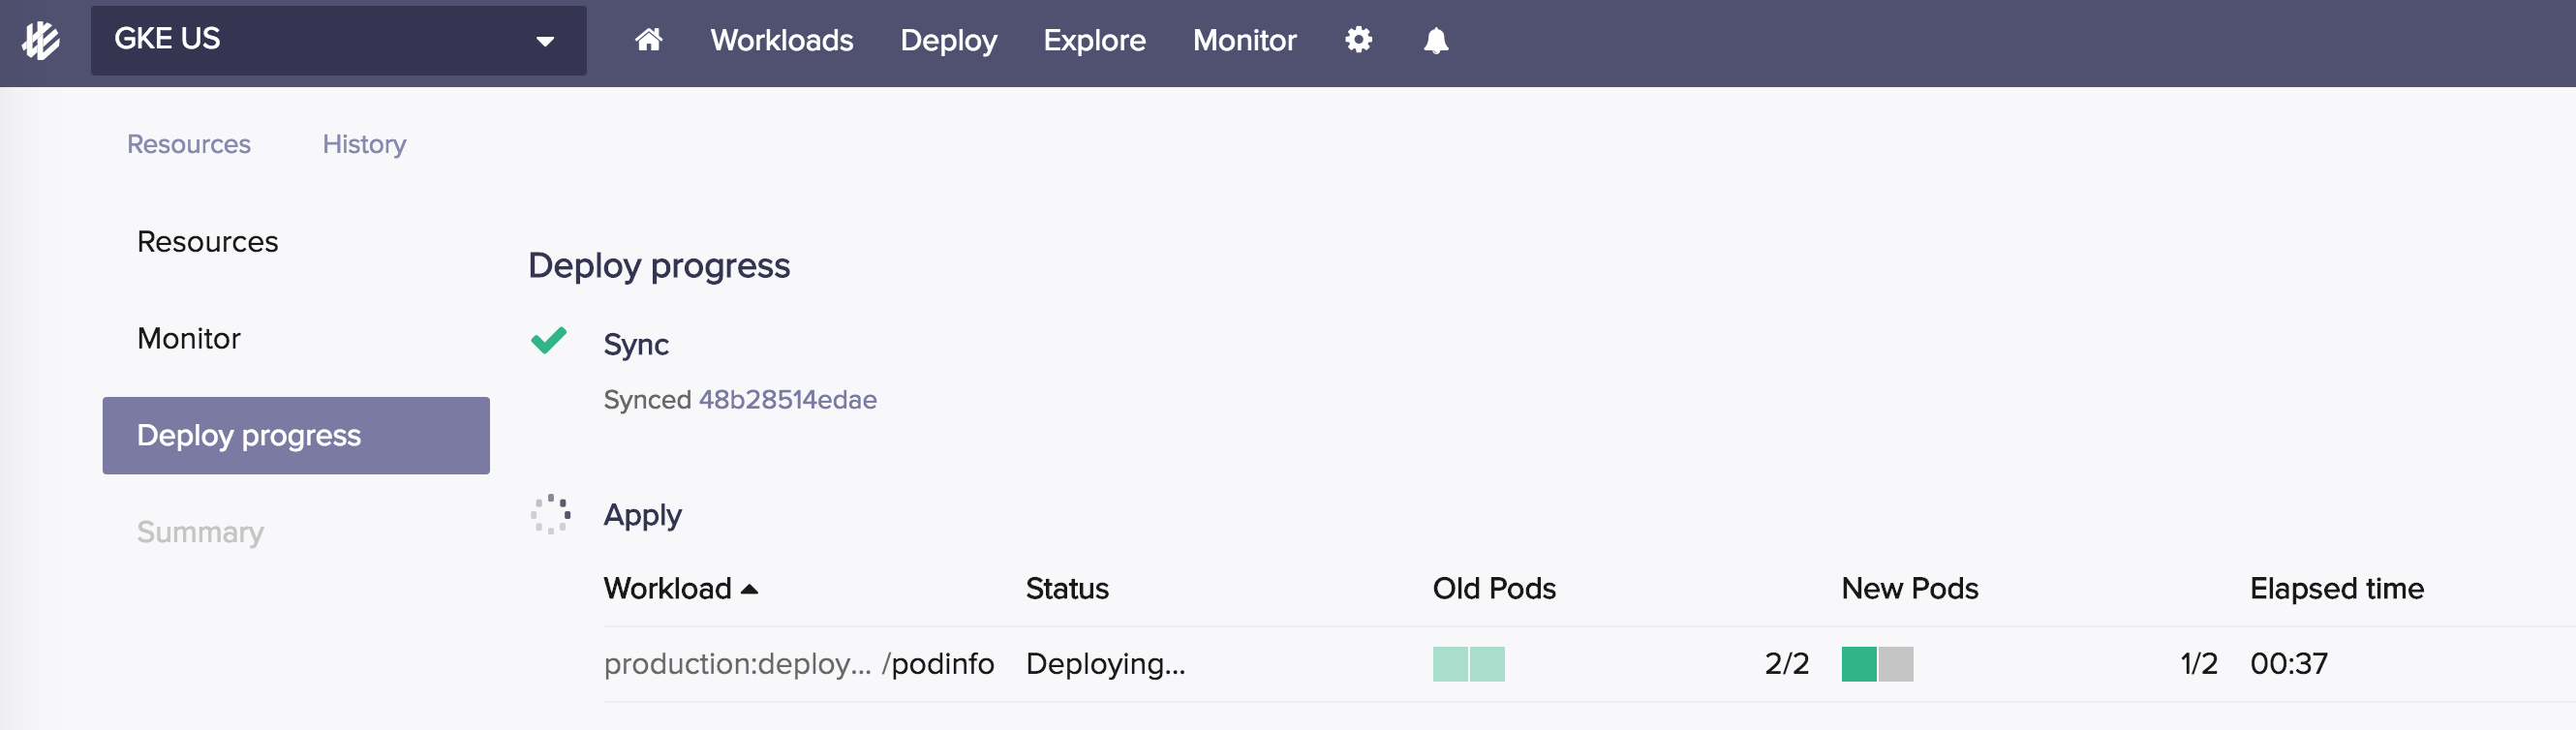 GKE US Workloads Deploy Explore Monitor
Resources History
Resources
Monitor
Deploy progress
Summary
Deploy progress
Sync
Synced 48b28514edae
Apply
Workload Status Old Pods New Pods Elapsed time
production:deploy... /podinfo Deploying... 2/2 1/2 00:37